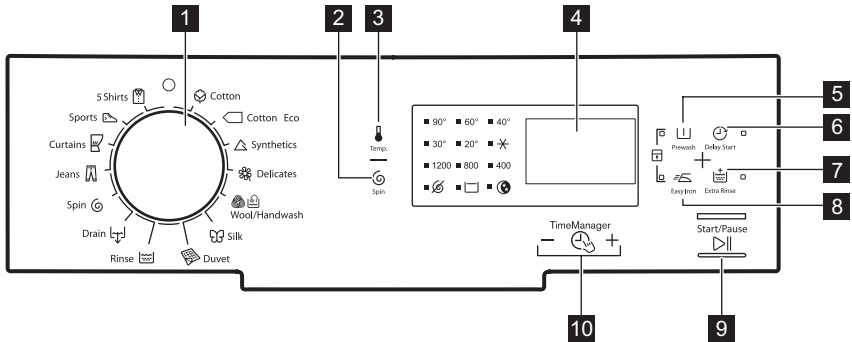 1
2
3
4
5
6
7
8
9
10
5 Shirts
Cotton
Sports
Cotton Eco
Curtains
Synthetics
Jeans
Delicates
Spin
Wool/Handwash
Drain
Silk
Rinse
Duvet
Temp.
Spin
90° 60° 40°
30° 20°
1200 800 400
TimeManager
− +
Prewash
Delay Start
+
Easy Iron
Extra Rinse
Start/Pause